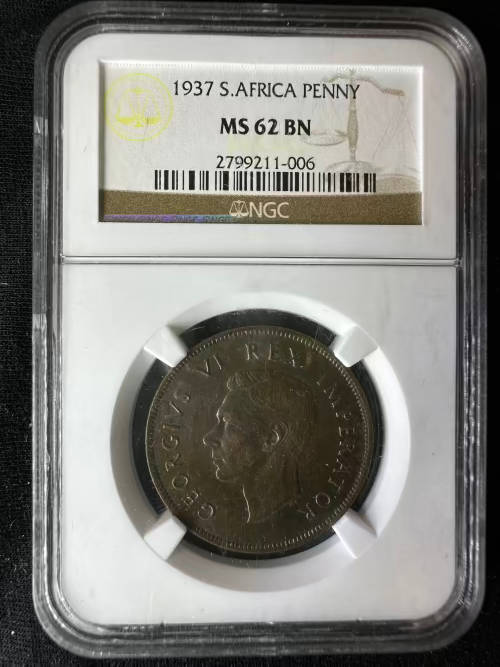 1937 S.AFRICA PENNY
MS 62 BN
2799211-006
NGC
GEORGIVS VI REX IMPERATOR